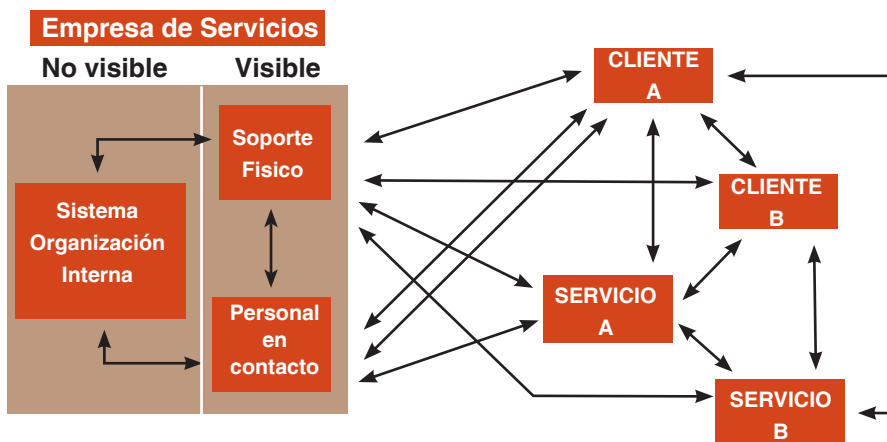 Empresa de Servicios
No visible
Visible
Soporte
Fisico
Sistema
Organización
Interna
Personal
en
contacto
CLIENTE
A
CLIENTE
B
SERVICIO
A
SERVICIO
B